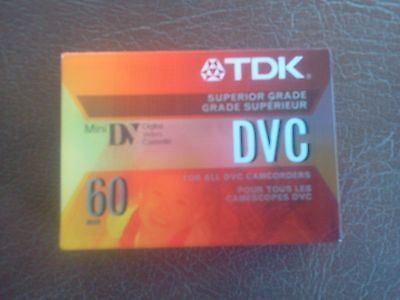 TDK
SUPERIOR GRADE
GRADE SUPÉRIEUR
Mini DV Digital Video Cassette
DVC
FOR ALL DVC CAMCORDERS
60
POUR TOUS LES
CAMESCOPES DVC